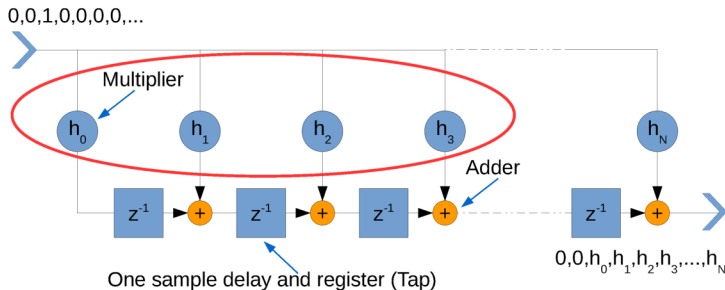 0,0,1,0,0,0,0,...
Multiplier
h0 h1 h2 h3 hN
Adder
z-1 + z-1 + z-1 + z-1 +
0,0,h0,h1,h2,h3,...,hN
One sample delay and register (Tap)